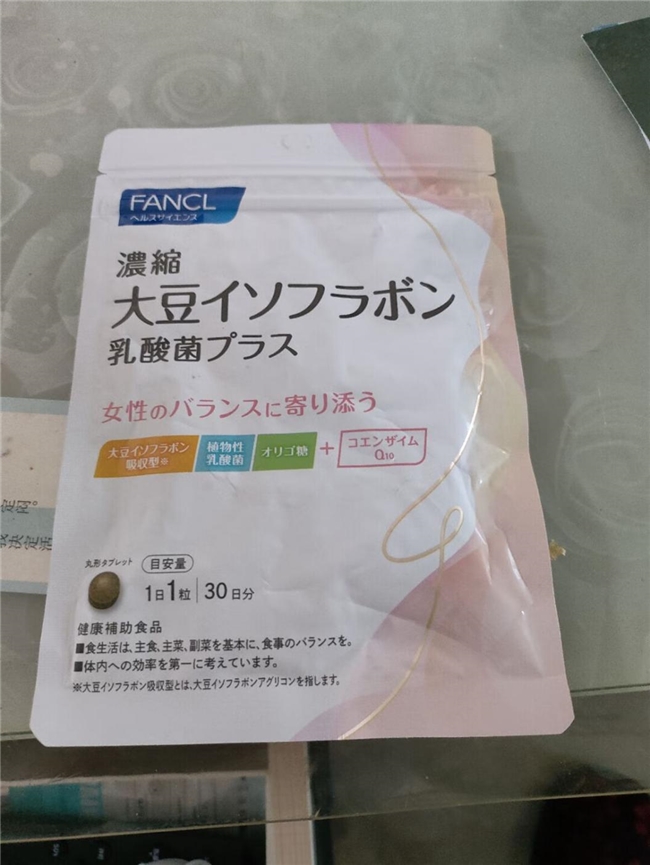 FANCL
ヘルスサイエンス
濃縮
大豆イソフラボン
乳酸菌プラス
女性のバランスに寄り添う
大豆イソフラボン
吸収型※
植物性
乳酸菌
オリゴ糖
+
コエンザイム
Q10
丸形タブレット
目安量
1日1粒 30日分
健康補助食品
■食生活は、主食、主菜、副菜を基本に、食事のバランスを。
■体内への効率を第一に考えています。
※大豆イソフラボン吸収型とは、大豆イソフラボンアグリコンを指します。